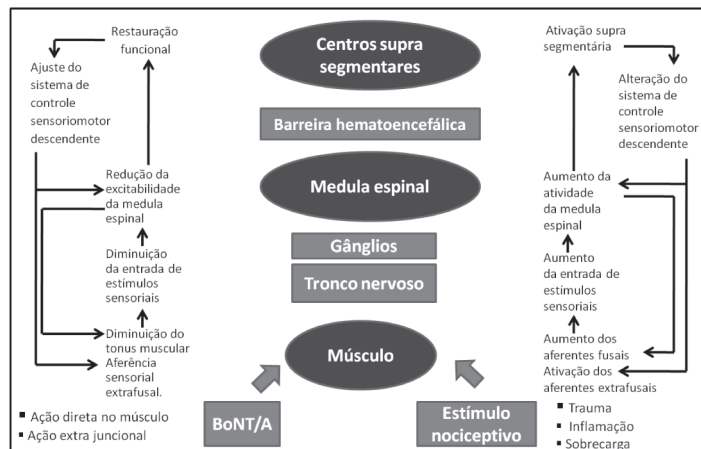 Restauração
funcional
Ajuste do
sistema de
controle
sensoriomotor
descendente
Redução da
excitabilidade
da medula
espinal
Diminuição
da entrada de
estímulos
sensoriais
Diminuição do
tonus muscular
Aferência
sensorial
extrafusal.
▪ Ação direta no músculo
▪ Ação extra juncional
Centros supra
segmentares
Barreira hematoencefálica
Medula espinal
Gânglios
Tronco nervoso
Músculo
BoNT/A
Estímulo
nociceptivo
Ativação supra
segmentária
Alteração do
sistema de
controle
sensoriomotor
descendente
Aumento da
atividade
da medula
espinal
Aumento
da entrada de
estímulos
sensoriais
Aumento dos
aferentes fusais
Ativação dos
aferentes extrafusais
▪ Trauma
▪ Inflamação
▪ Sobrecarga